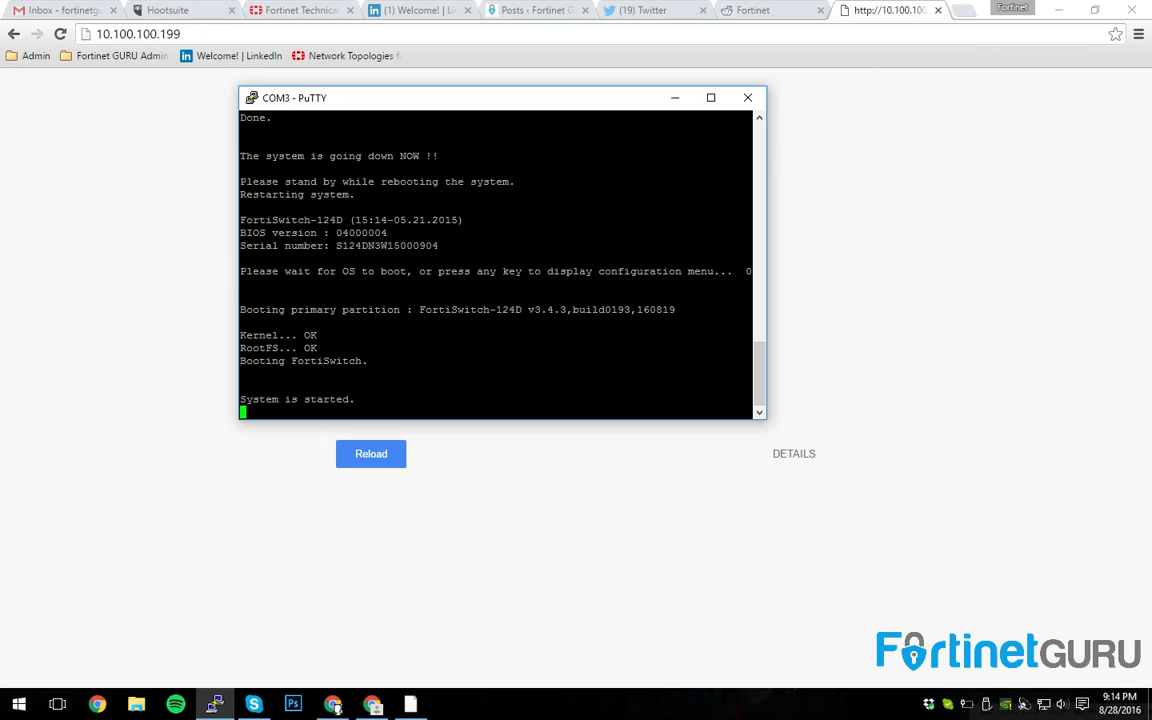 Inbox - fortinetgu Hootsuite Fortinet Technica (1) Welcome! | Li Posts ‹ Fortinet G (19) Twitter Fortinet http://10.100.100 Fortinet
10.100.100.199
Admin Fortinet GURU Admin Welcome! | LinkedIn Network Topologies
COM3 - PuTTY
Done.
The system is going down NOW !!
Please stand by while rebooting the system.
Restarting system.
FortiSwitch-124D (15:14-05.21.2015)
BIOS version : 04000004
Serial number: S124DN3W15000904
Please wait for OS to boot, or press any key to display configuration menu... 0
Booting primary partition : FortiSwitch-124D v3.4.3,build0193,160819
Kernel... OK
RootFS... OK
Booting FortiSwitch.
System is started.
Reload DETAILS
FortinetGURU
9:14 PM
8/28/2016